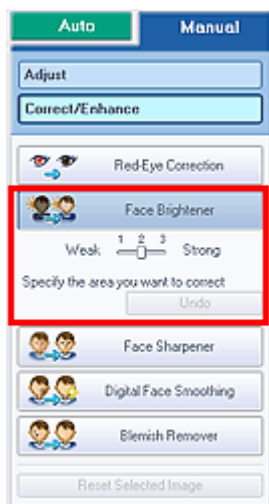 Auto Manual
Adjust
Correct/Enhance
Red-Eye Correction
Face Brightener
1 2 3
Weak Strong
Specify the area you want to correct
Undo
Face Sharpener
Digital Face Smoothing
Blemish Remover
Reset Selected Image